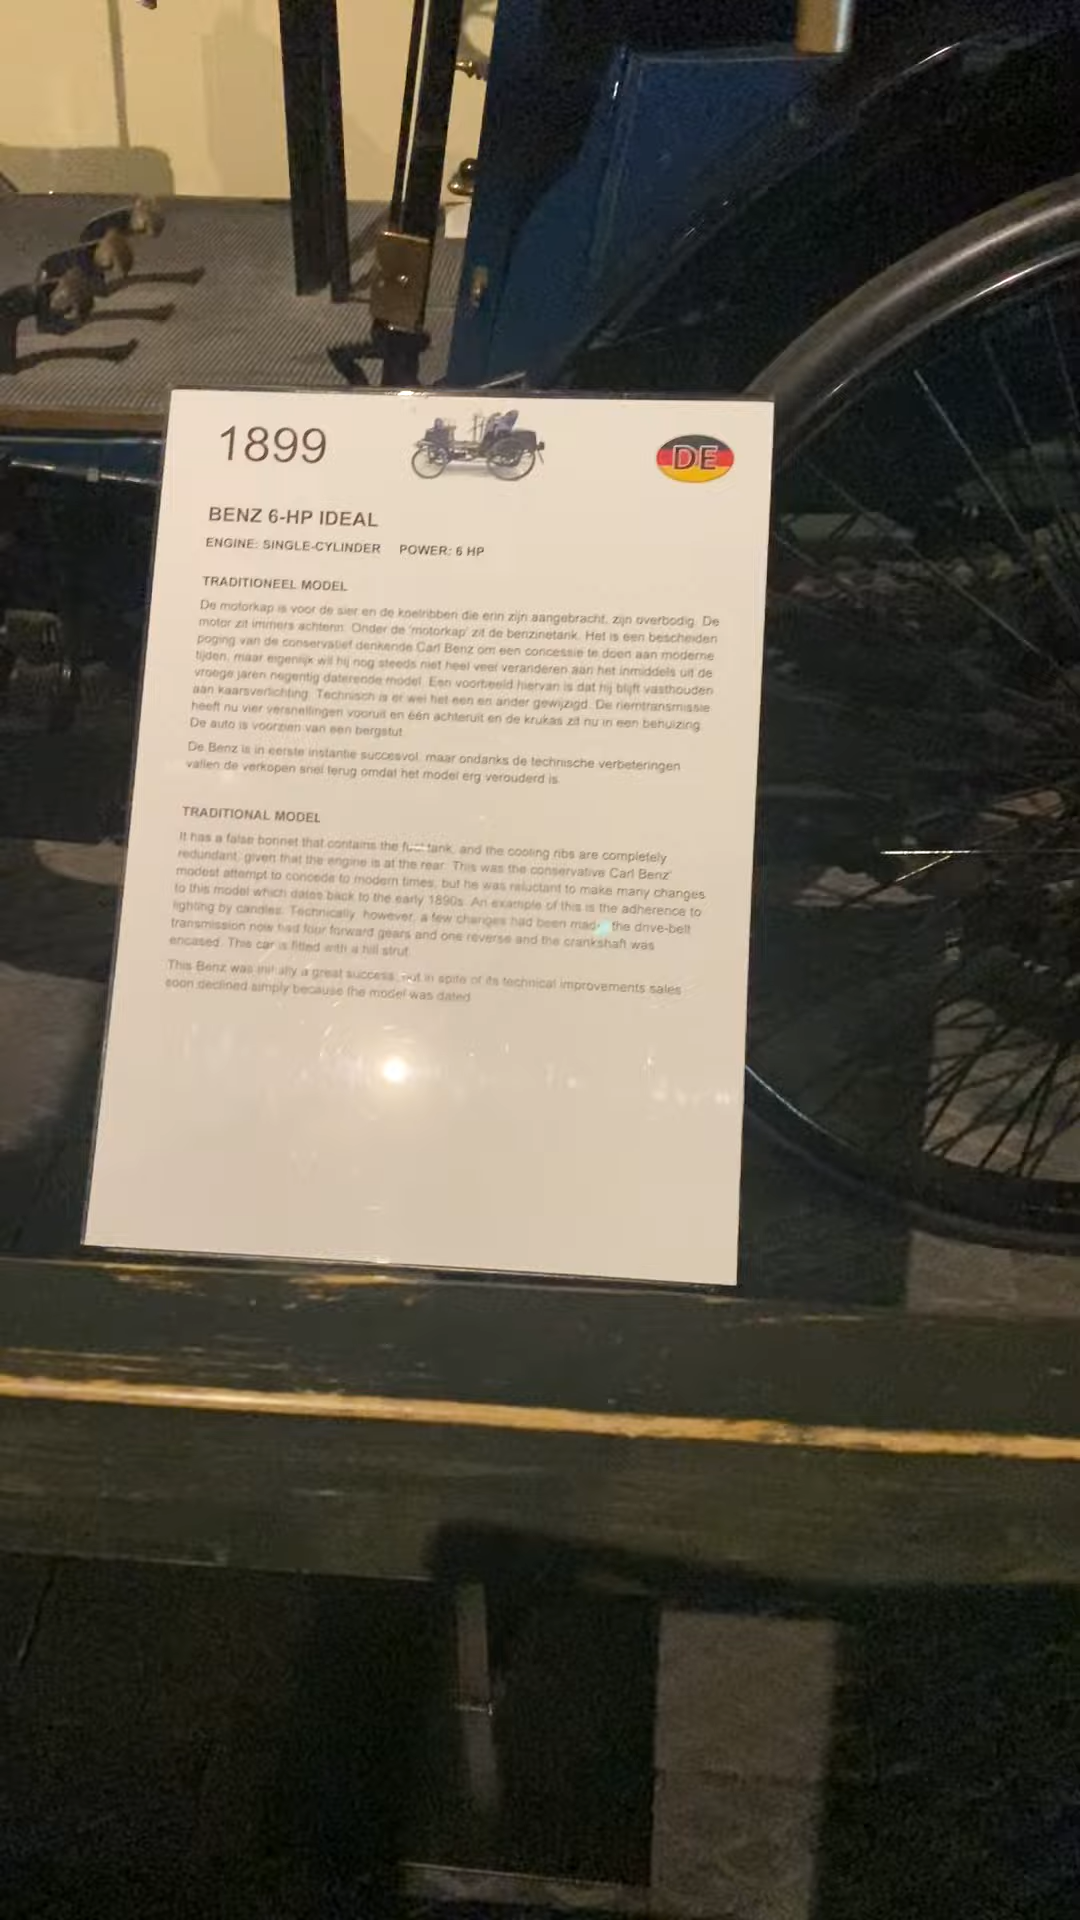 1899
DE
BENZ 6-HP IDEAL
ENGINE: SINGLE-CYLINDER POWER: 6 HP
TRADITIONEEL MODEL
De motorkap is voor de sier en de koelribben die erin zijn aangebracht, zijn overbodig. De
motor zit immers achterin. Onder de 'motorkap' zit de benzinetank. Het is een bescheiden
poging van de conservatief denkende Carl Benz om een concessie te doen aan moderne
tijden, maar eigenlijk wil hij nog steeds niet heel veel veranderen aan het inmiddels uit de
vroege jaren negentig daterende model. Een voorbeeld hiervan is dat hij blijft vasthouden
aan kaarsverlichting. Technisch is er wel het een en ander gewijzigd. De riemtransmissie
heeft nu vier versnellingen vooruit en één achteruit en de krukas zit nu in een behuizing.
De auto is voorzien van een bergstut.
De Benz is in eerste instantie succesvol, maar ondanks de technische verbeteringen
vallen de verkopen snel terug omdat het model erg verouderd is.
TRADITIONAL MODEL
It has a false bonnet that contains the fuel tank, and the cooling ribs are completely
redundant, given that the engine is at the rear. This was the conservative Carl Benz'
modest attempt to concede to modern times, but he was reluctant to make many changes
to this model which dates back to the early 1890s. An example of this is the adherence to
lighting by candles. Technically, however, a few changes had been made: the drive-belt
transmission now had four forward gears and one reverse and the crankshaft was
encased. This car is fitted with a hill strut.
This Benz was initially a great success, but in spite of its technical improvements sales
soon declined simply because the model was dated.